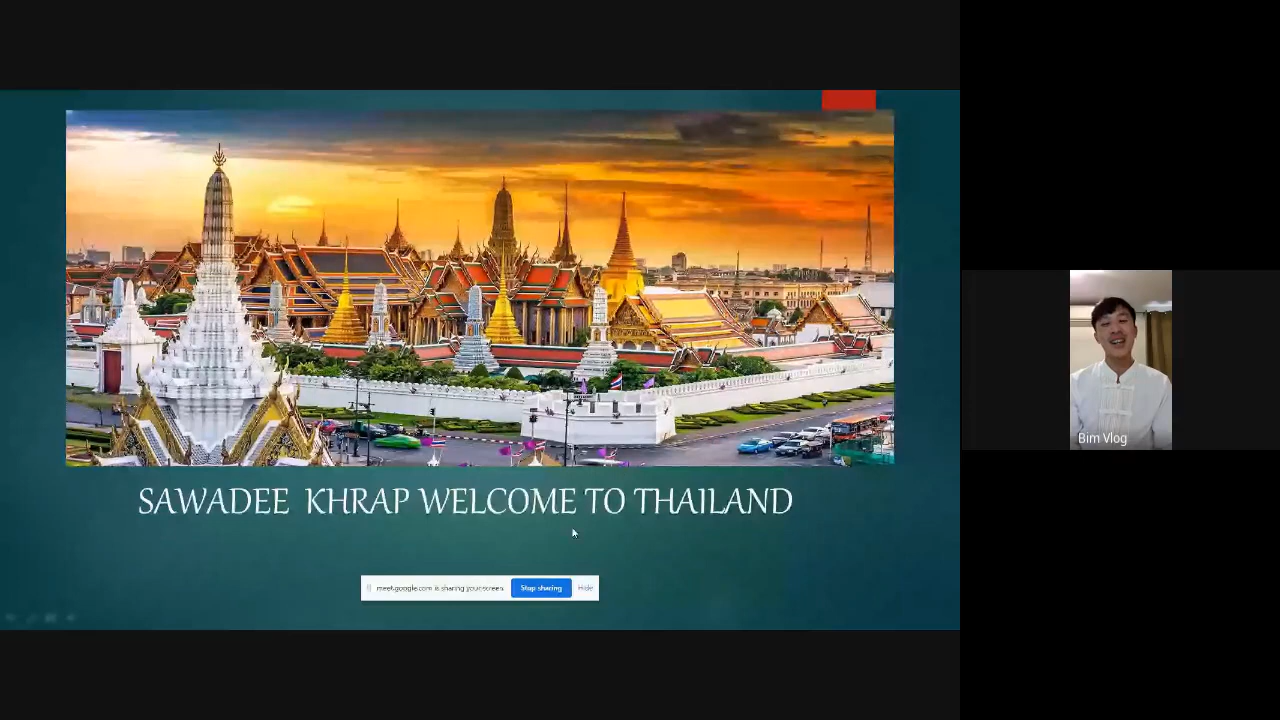 SAWADEE KHRAP WELCOME TO THAILAND
meet.google.com is sharing your screen.
Stop sharing
Hide
Bim Vlog